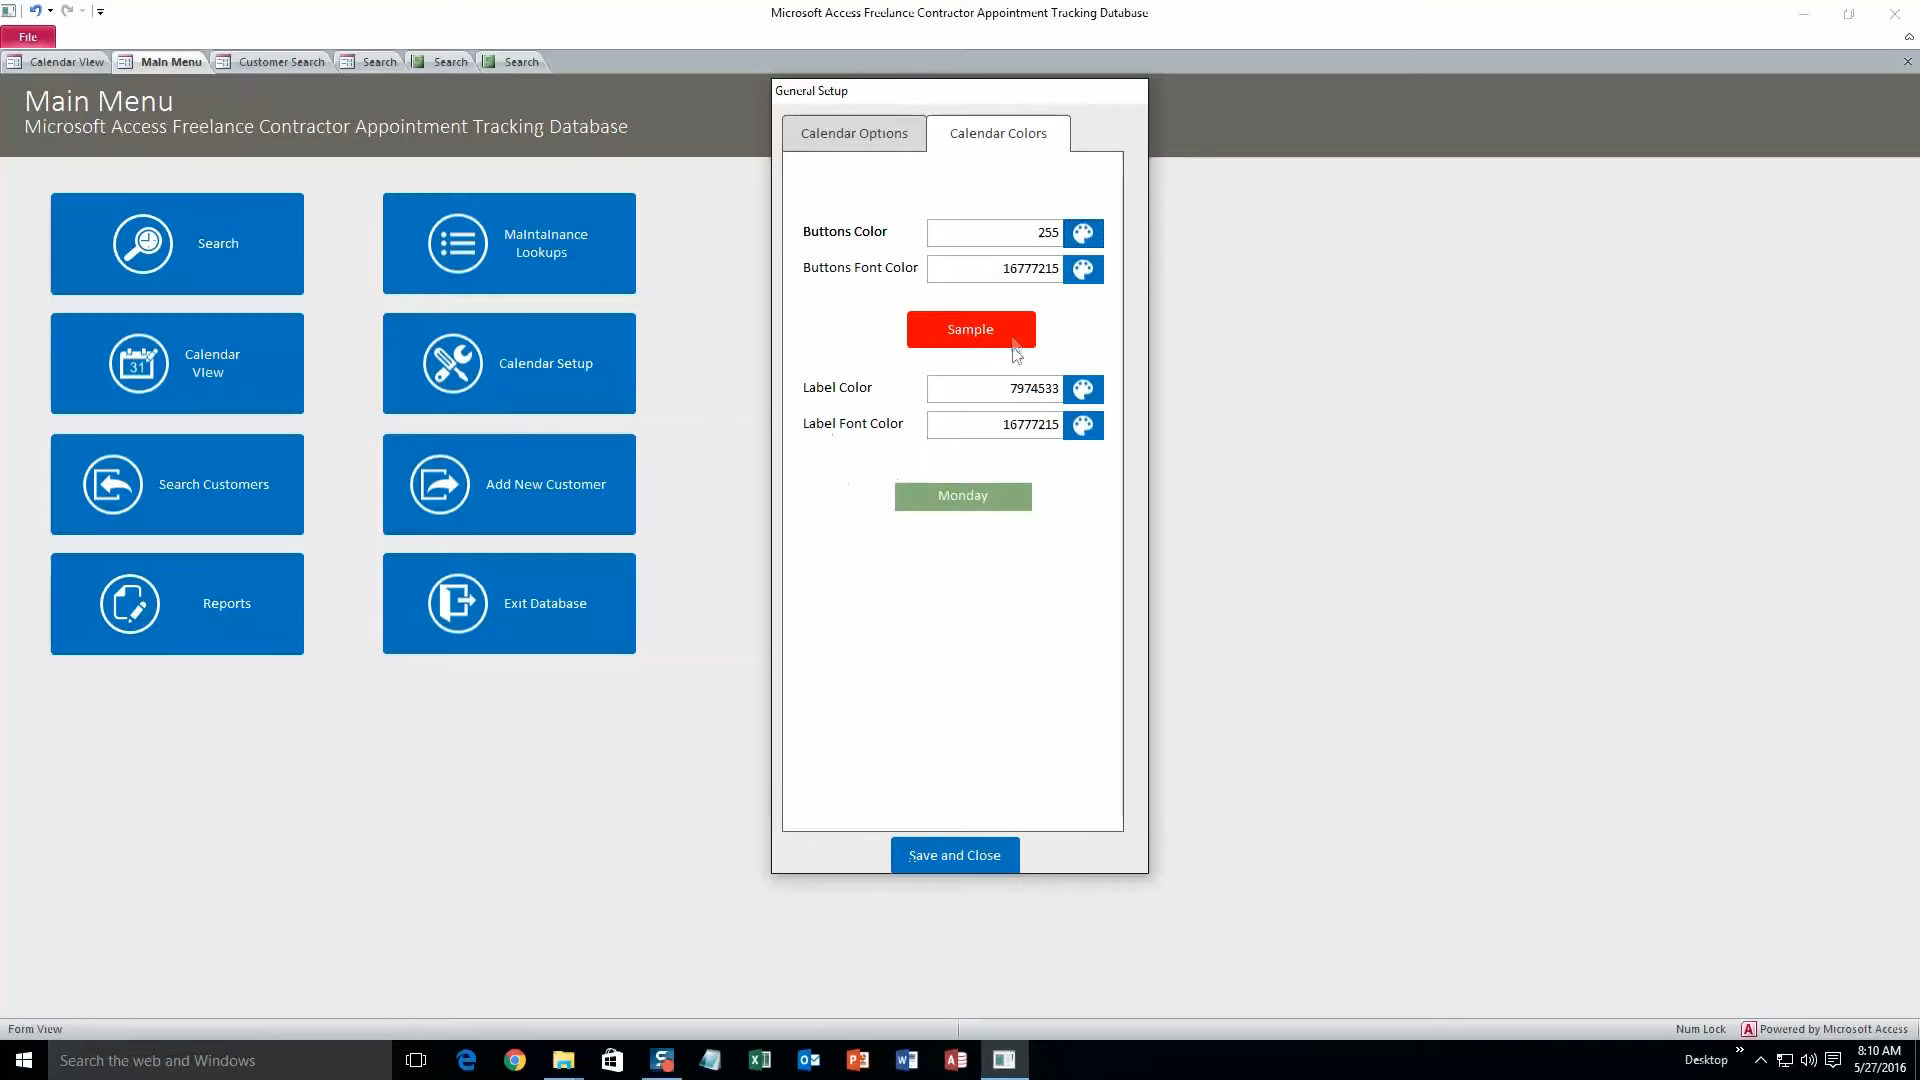 Microsoft Access Freelance Contractor Appointment Tracking Database
File
Calendar View
Main Menu
Customer Search
Search
Search
Search
Main Menu
Microsoft Access Freelance Contractor Appointment Tracking Database
Search
Maintainance
Lookups
Calendar
View
Calendar Setup
Search Customers
Add New Customer
Reports
Exit Database
General Setup
Calendar Options
Calendar Colors
Buttons Color
255
Buttons Font Color
16777215
Sample
Label Color
7974533
Label Font Color
16777215
Monday
Save and Close
Form View
Num Lock
Powered by Microsoft Access
Search the web and Windows
Desktop
8:10 AM
5/27/2016